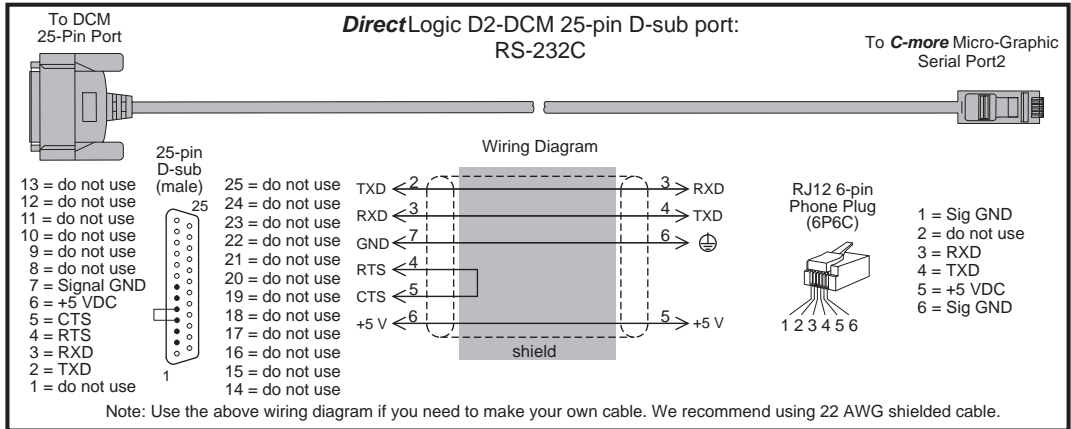 To DCM
25-Pin Port
DirectLogic D2-DCM 25-pin D-sub port:
RS-232C
To C-more Micro-Graphic
Serial Port2
Wiring Diagram
25-pin
D-sub
(male)
13 = do not use
12 = do not use
11 = do not use
10 = do not use
9 = do not use
8 = do not use
7 = Signal GND
6 = +5 VDC
5 = CTS
4 = RTS
3 = RXD
2 = TXD
1 = do not use
25
1
25 = do not use
24 = do not use
23 = do not use
22 = do not use
21 = do not use
20 = do not use
19 = do not use
18 = do not use
17 = do not use
16 = do not use
15 = do not use
14 = do not use
TXD 2 3 RXD
RXD 3 4 TXD
GND 7 6
RTS 4
CTS 5
+5 V 6 5 +5 V
shield
RJ12 6-pin
Phone Plug
(6P6C)
1 2 3 4 5 6
1 = Sig GND
2 = do not use
3 = RXD
4 = TXD
5 = +5 VDC
6 = Sig GND
Note: Use the above wiring diagram if you need to make your own cable. We recommend using 22 AWG shielded cable.